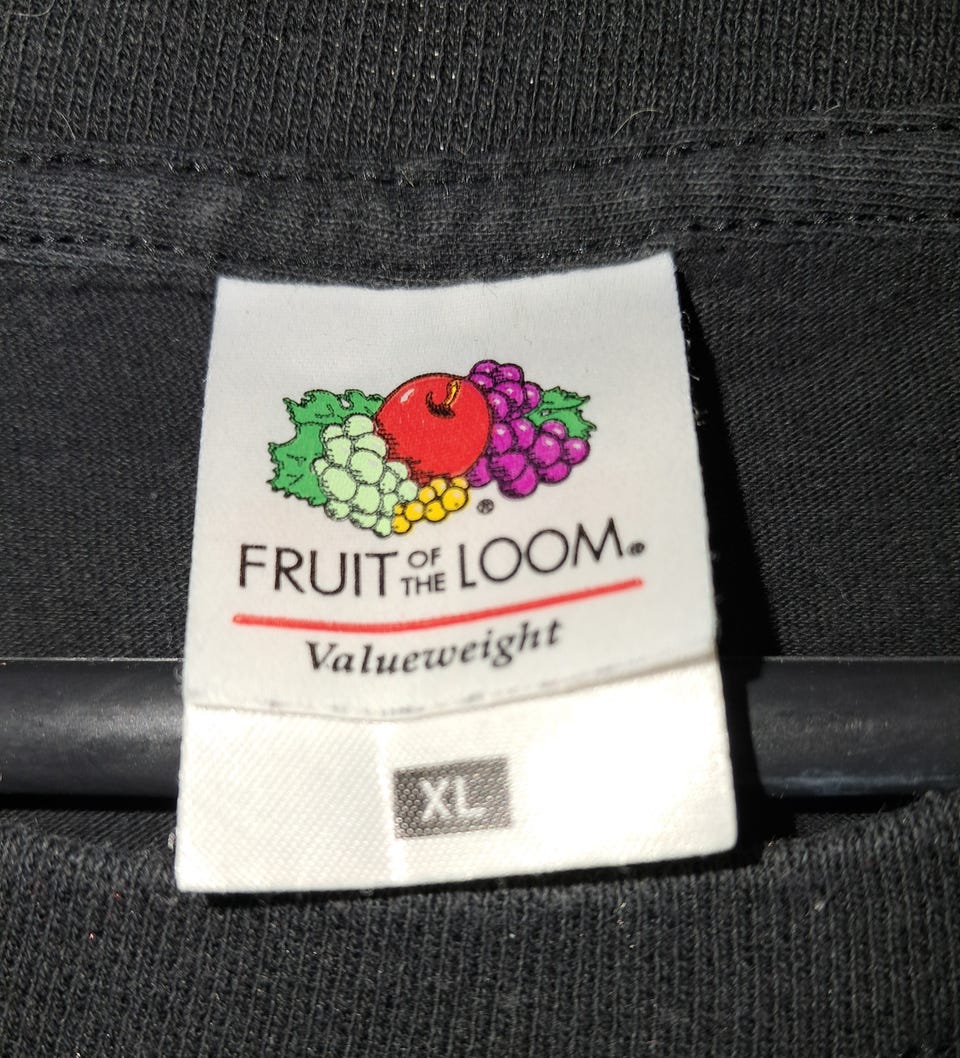 ®
FRUIT OF THE LOOM®
Valueweight
XL